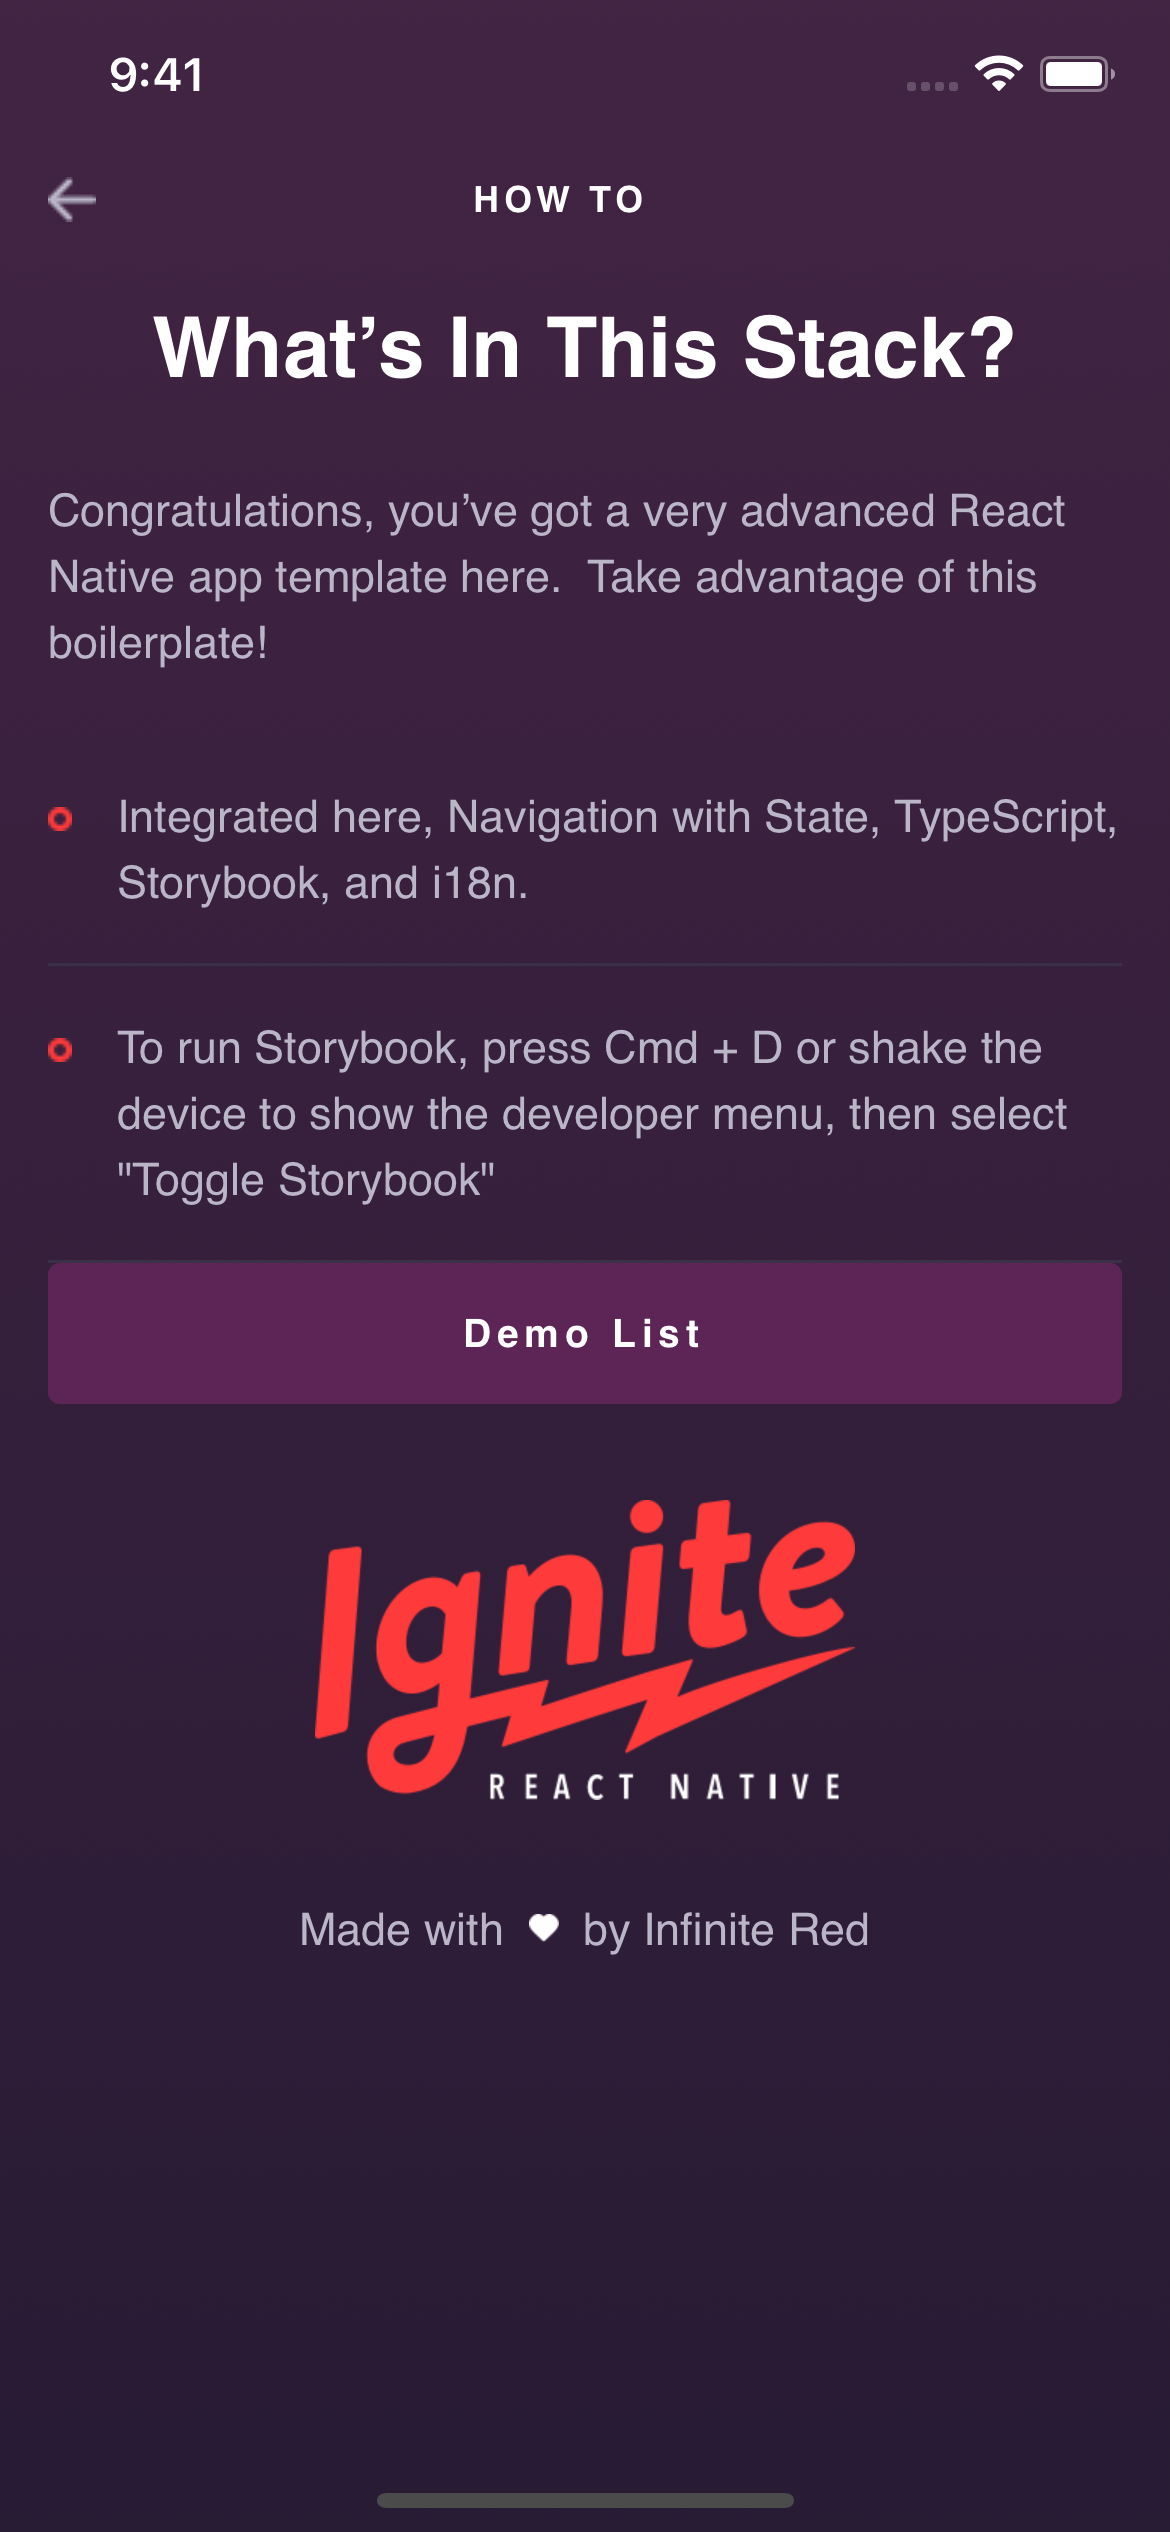 9:41
HOW TO
What’s In This Stack?
Congratulations, you’ve got a very advanced React
Native app template here.  Take advantage of this
boilerplate!
Integrated here, Navigation with State, TypeScript,
Storybook, and i18n.
To run Storybook, press Cmd + D or shake the
device to show the developer menu, then select
"Toggle Storybook"
Demo List
Ignite
REACT NATIVE
Made with 🤍 by Infinite Red